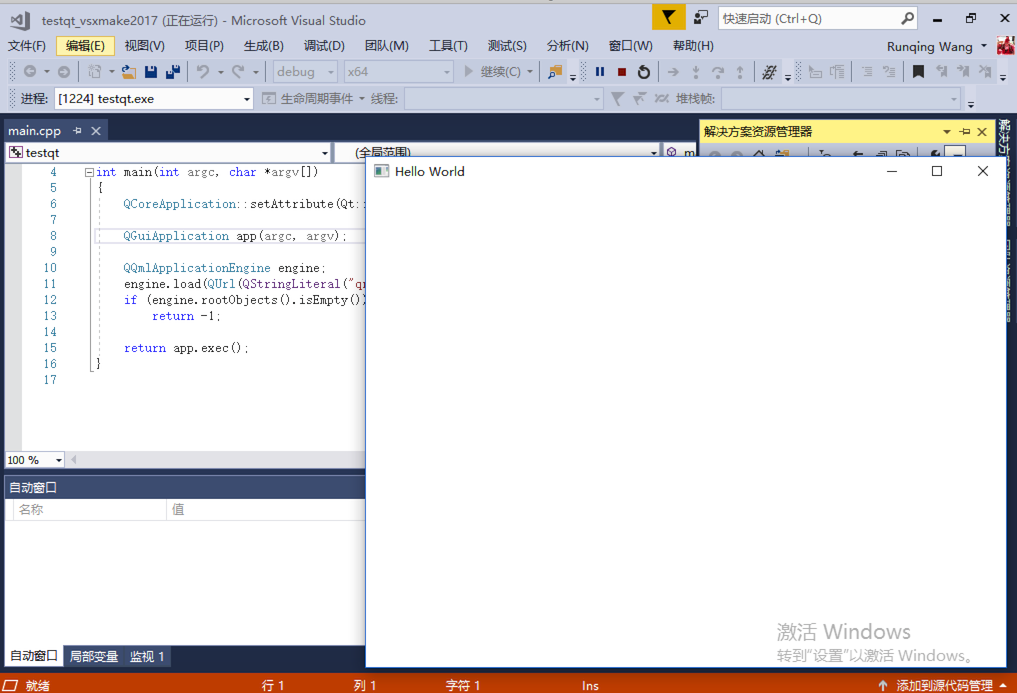 testqt_vsxmake2017 (正在运行) - Microsoft Visual Studio
快速启动 (Ctrl+Q)
文件(F) 编辑(E) 视图(V) 项目(P) 生成(B) 调试(D) 团队(M) 工具(T) 测试(S) 分析(N) 窗口(W) 帮助(H) Runqing Wang
debug x64 继续(C)
进程: [1224] testqt.exe 生命周期事件 线程: 堆栈帧:
main.cpp
解决方案资源管理器
testqt (全局范围) m
Hello World
4 int main(int argc, char *argv[])
5 {
6 QCoreApplication::setAttribute(Qt::
7
8 QGuiApplication app(argc, argv);
9
10 QQmlApplicationEngine engine;
11 engine.load(QUrl(QStringLiteral("q
12 if (engine.rootObjects().isEmpty())
13 return -1;
14
15 return app.exec();
16 }
17
100 %
自动窗口
名称 值
激活 Windows
转到“设置”以激活 Windows。
自动窗口 局部变量 监视 1
就绪 行 1 列 1 字符 1 Ins 添加到源代码管理